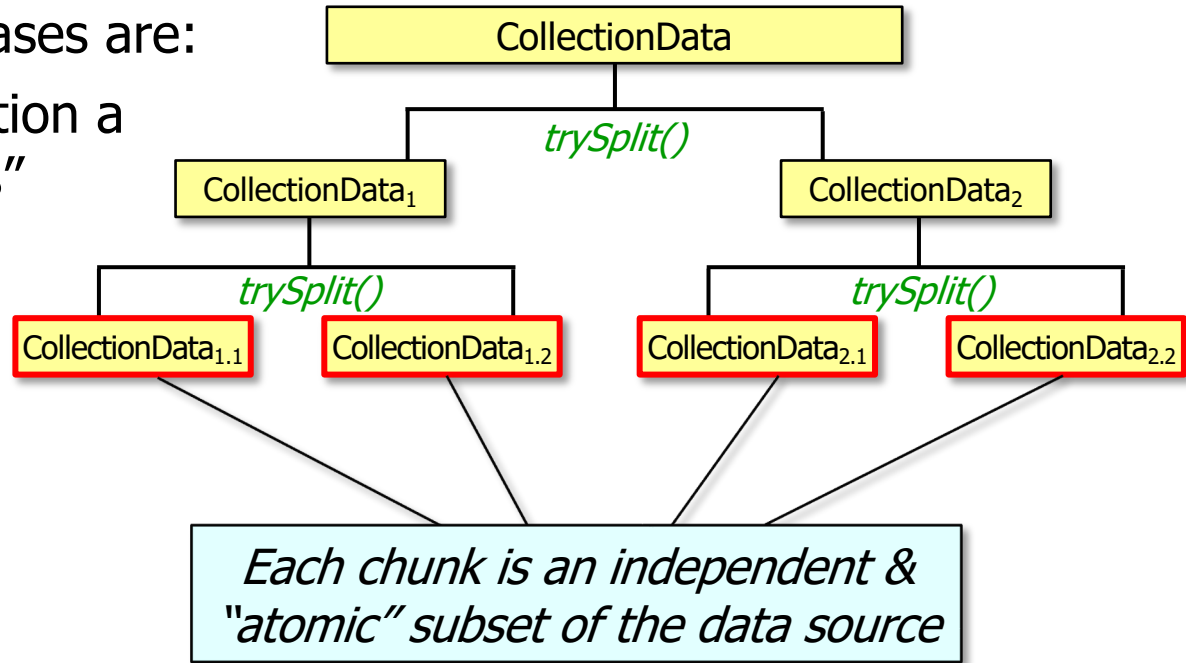 ases are:
tion a
”
CollectionData
trySplit()
CollectionData1
CollectionData2
trySplit()
trySplit()
CollectionData1.1
CollectionData1.2
CollectionData2.1
CollectionData2.2
Each chunk is an independent &
“atomic” subset of the data source